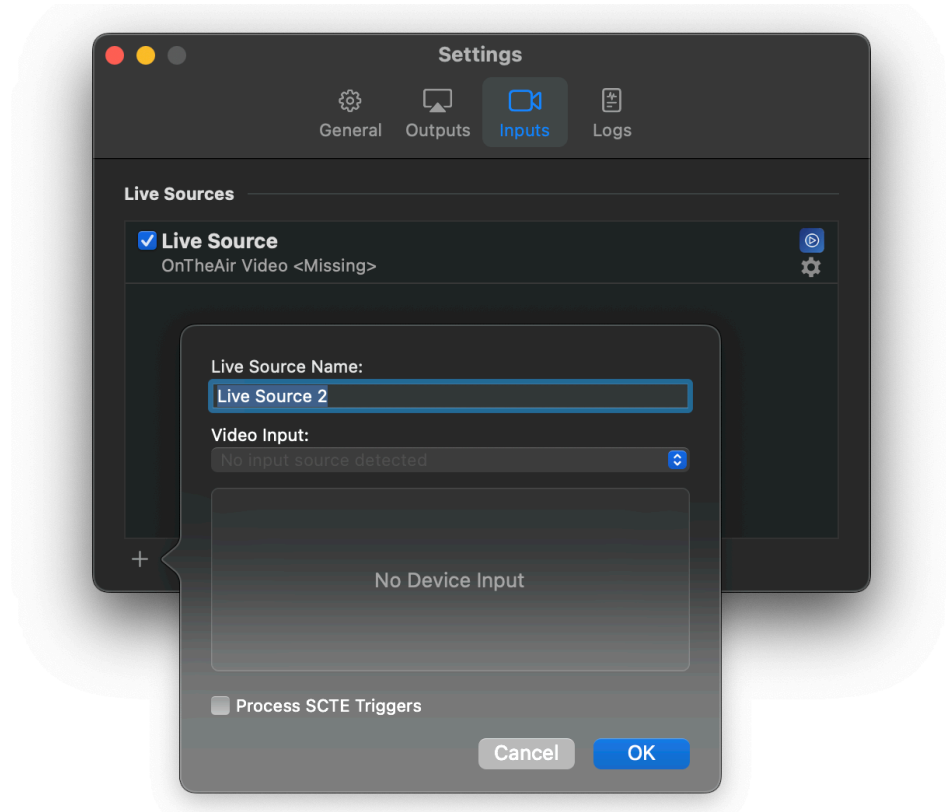 Settings
General Outputs Inputs Logs
Live Sources
Live Source
OnTheAir Video <Missing>
Live Source Name:
Live Source 2
Video Input:
No input source detected
No Device Input
Process SCTE Triggers
Cancel OK